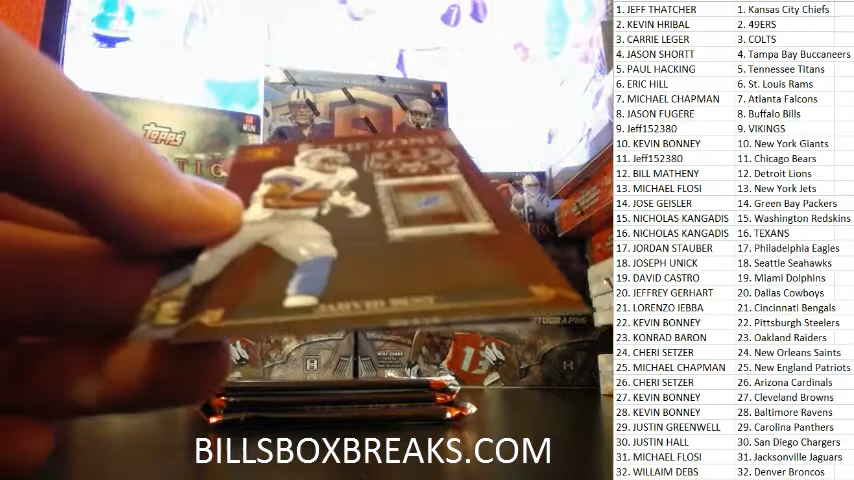 1. JEFF THATCHER 1. Kansas City Chiefs
2. KEVIN HRIBAL 2. 49ERS
3. CARRIE LEGER 3. COLTS
4. JASON SHORTT 4. Tampa Bay Buccaneers
5. PAUL HACKING 5. Tennessee Titans
6. ERIC HILL 6. St. Louis Rams
7. MICHAEL CHAPMAN 7. Atlanta Falcons
8. JASON FUGERE 8. Buffalo Bills
9. Jeff152380 9. VIKINGS
10. KEVIN BONNEY 10. New York Giants
11. Jeff152380 11. Chicago Bears
12. BILL MATHENY 12. Detroit Lions
13. MICHAEL FLOSI 13. New York Jets
14. JOSE GEISLER 14. Green Bay Packers
15. NICHOLAS KANGADIS 15. Washington Redskins
16. NICHOLAS KANGADIS 16. TEXANS
17. JORDAN STAUBER 17. Philadelphia Eagles
18. JOSEPH UNICK 18. Seattle Seahawks
19. DAVID CASTRO 19. Miami Dolphins
20. JEFFREY GERHART 20. Dallas Cowboys
21. LORENZO IEBBA 21. Cincinnati Bengals
22. KEVIN BONNEY 22. Pittsburgh Steelers
23. KONRAD BARON 23. Oakland Raiders
24. CHERI SETZER 24. New Orleans Saints
25. MICHAEL CHAPMAN 25. New England Patriots
26. CHERI SETZER 26. Arizona Cardinals
27. KEVIN BONNEY 27. Cleveland Browns
28. KEVIN BONNEY 28. Baltimore Ravens
29. JUSTIN GREENWELL 29. Carolina Panthers
30. JUSTIN HALL 30. San Diego Chargers
31. MICHAEL FLOSI 31. Jacksonville Jaguars
32. WILLAIM DEBS 32. Denver Broncos
topps
JAHVID BEST
BILLSBOXBREAKS.COM